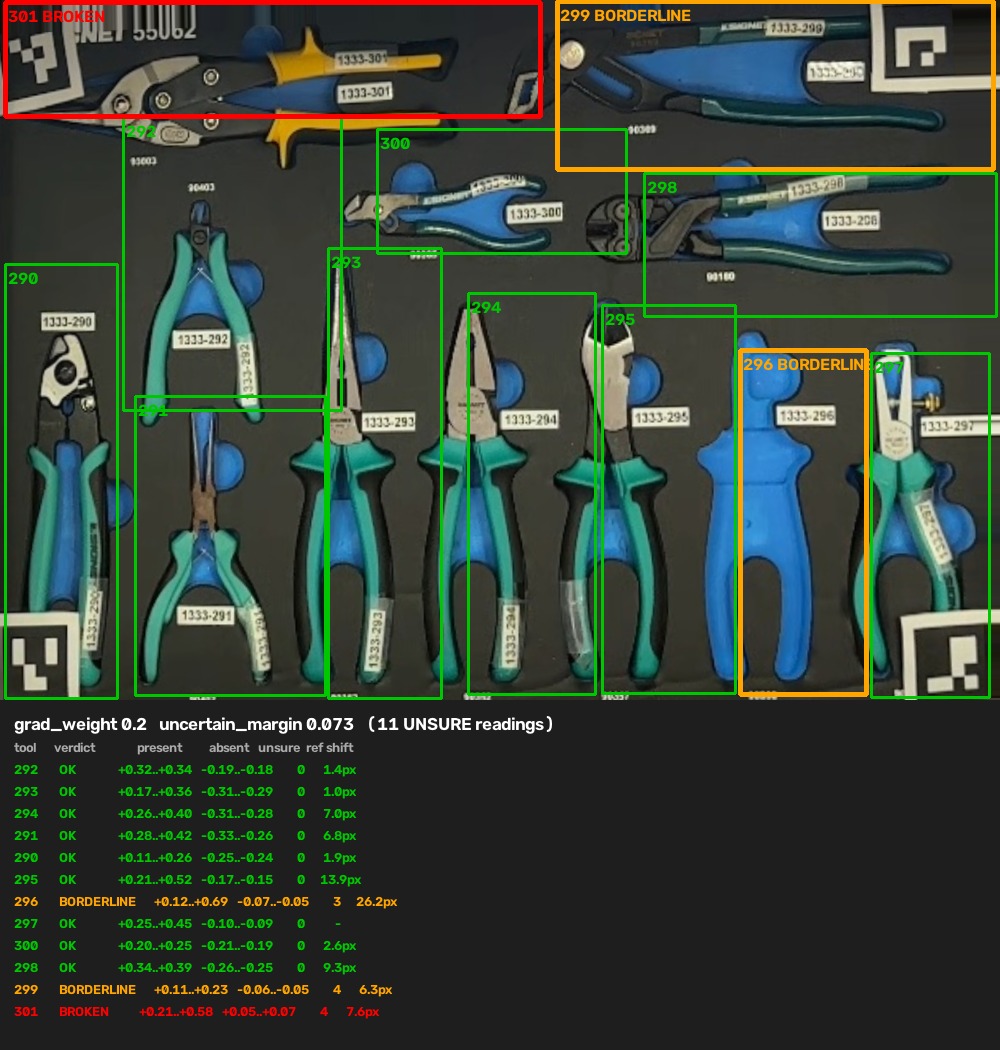 301 BROKEN
SIGNET 55062
299 BORDERLINE
1333-299
1333-301
1333-301
292
93003
300
90309
90403
298
1333-298
1333-300
1333-298
293
290
90180
294
1333-290
295
1333-292
1333-292
296 BORDERLINE
297
291
1333-293
1333-294
1333-295
1333-296
1333-297
1333-297
1333-290
1333-291
1333-291
1333-293
1333-294
grad_weight 0.2 uncertain_margin 0.073 (11 UNSURE readings)
tool verdict present absent unsure ref shift
292 OK +0.32..+0.34 -0.19..-0.18 0 1.4px
293 OK +0.17..+0.36 -0.31..-0.29 0 1.0px
294 OK +0.26..+0.40 -0.31..-0.28 0 7.0px
291 OK +0.28..+0.42 -0.33..-0.26 0 6.8px
290 OK +0.11..+0.26 -0.25..-0.24 0 1.9px
295 OK +0.21..+0.52 -0.17..-0.15 0 13.9px
296 BORDERLINE +0.12..+0.69 -0.07..-0.05 3 26.2px
297 OK +0.25..+0.45 -0.10..-0.09 0 -
300 OK +0.20..+0.25 -0.21..-0.19 0 2.6px
298 OK +0.34..+0.39 -0.26..-0.25 0 9.3px
299 BORDERLINE +0.11..+0.23 -0.06..-0.05 4 6.3px
301 BROKEN +0.21..+0.58 +0.05..+0.07 4 7.6px